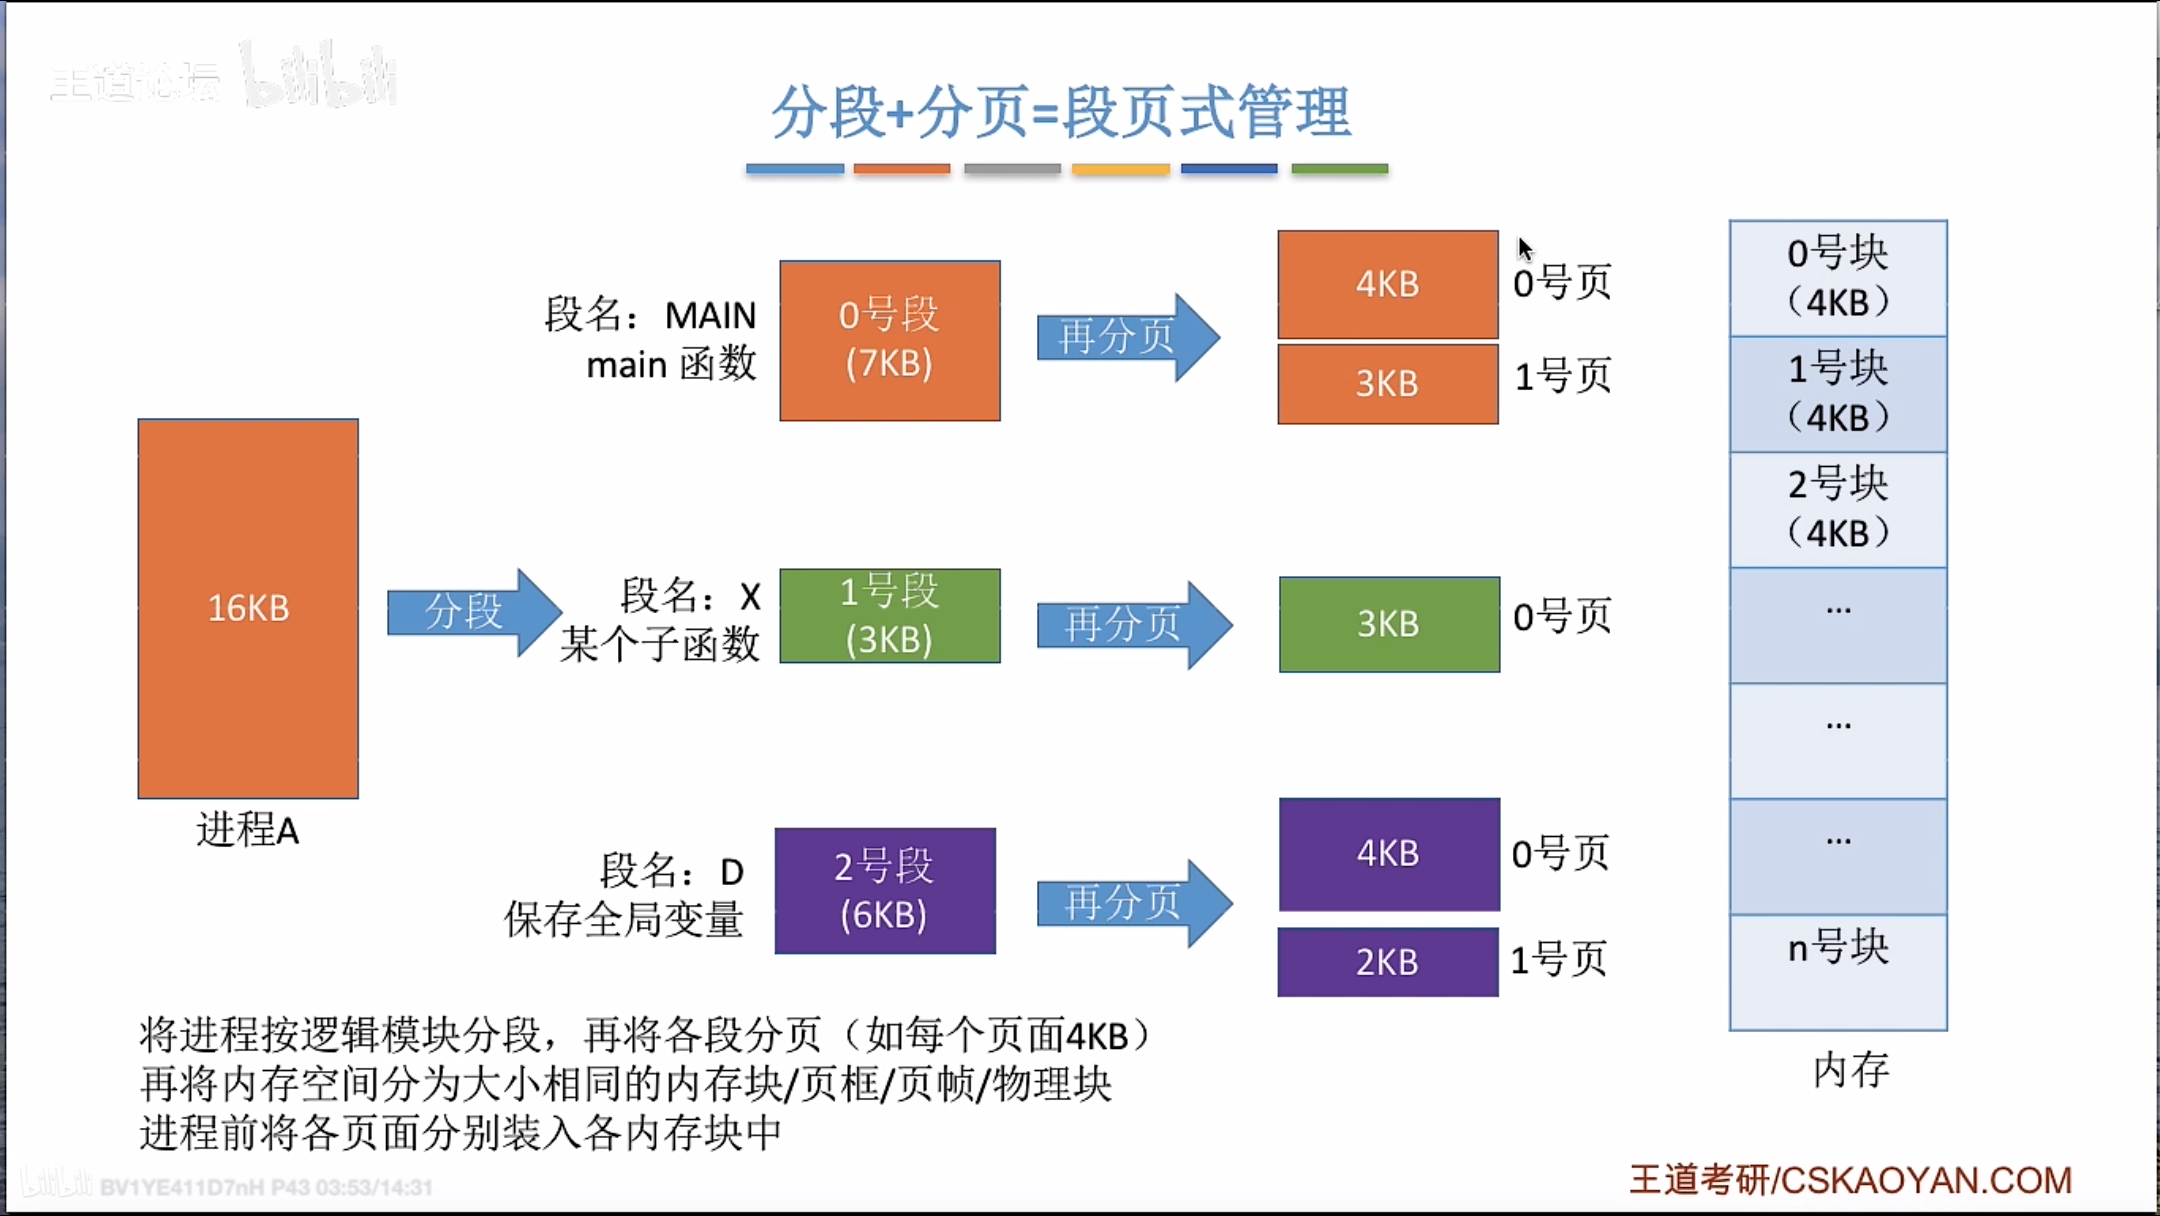 王道论坛 bilibili
分段+分页=段页式管理
段名：MAIN
main 函数
0号段
(7KB)
再分页
4KB
0号页
3KB
1号页
16KB
进程A
分段
段名：X
某个子函数
1号段
(3KB)
再分页
3KB
0号页
段名：D
保存全局变量
2号段
(6KB)
再分页
4KB
0号页
2KB
1号页
0号块
（4KB）
1号块
（4KB）
2号块
（4KB）
...
...
...
n号块
内存
将进程按逻辑模块分段，再将各段分页（如每个页面4KB）
再将内存空间分为大小相同的内存块/页框/页帧/物理块
进程前将各页面分别装入各内存块中
bilibili BV1YE411D7nH P43 03:53/14:31
王道考研/CSKAOYAN.COM